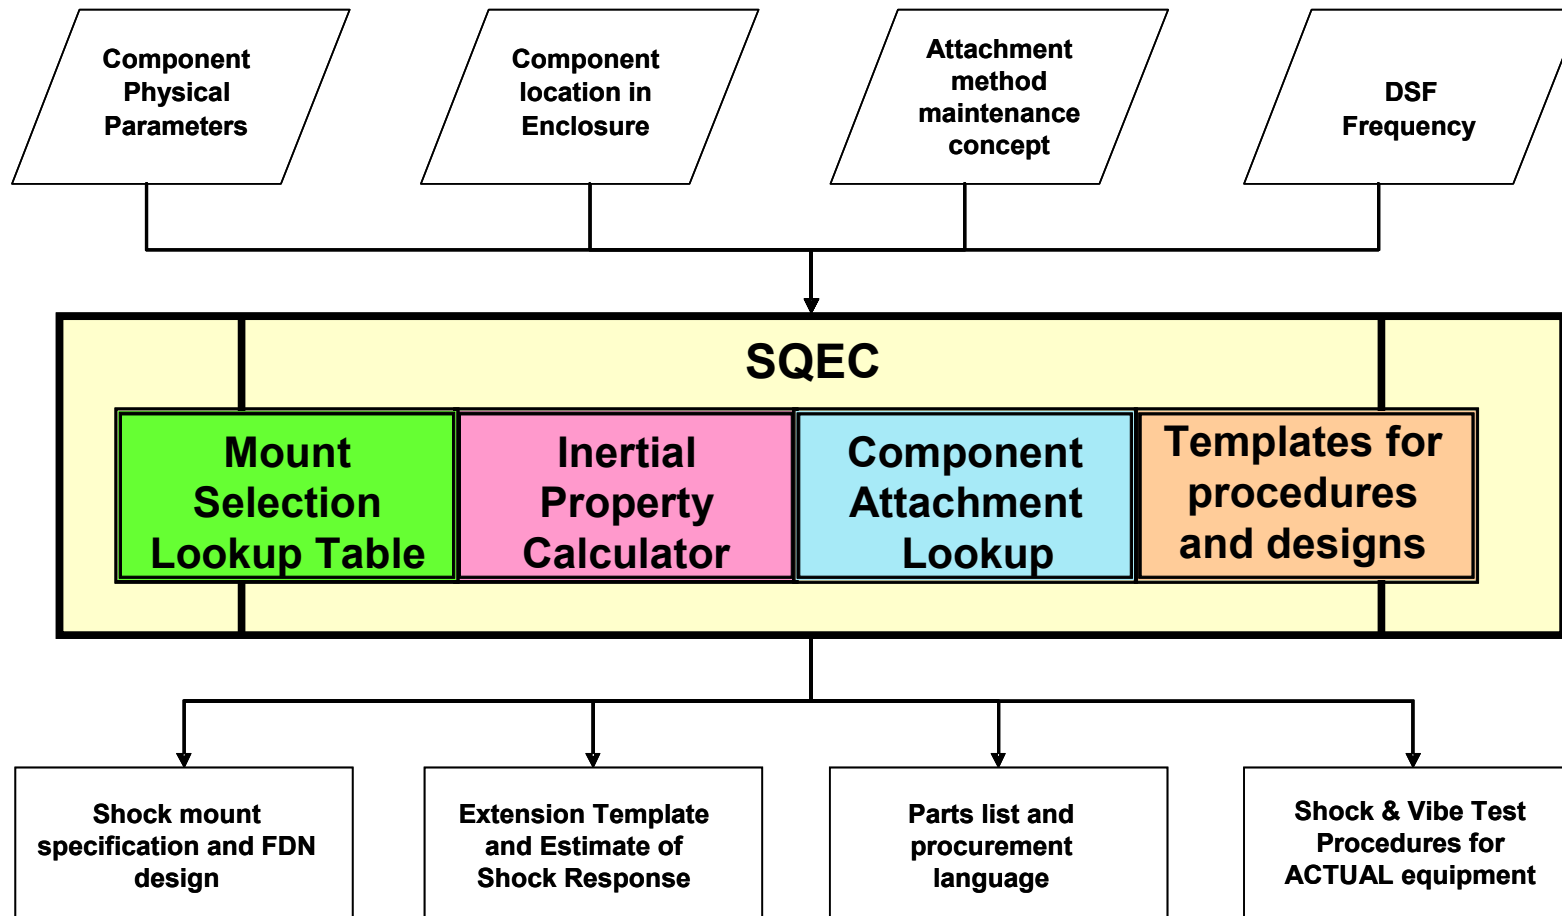 Component
Physical
Parameters
Component
location in
Enclosure
Attachment
method
maintenance
concept
DSF
Frequency
SQEC
Mount
Selection
Lookup Table
Inertial
Property
Calculator
Component
Attachment
Lookup
Templates for
procedures
and designs
Shock mount
specification and FDN
design
Extension Template
and Estimate of
Shock Response
Parts list and
procurement
language
Shock & Vibe Test
Procedures for
ACTUAL equipment